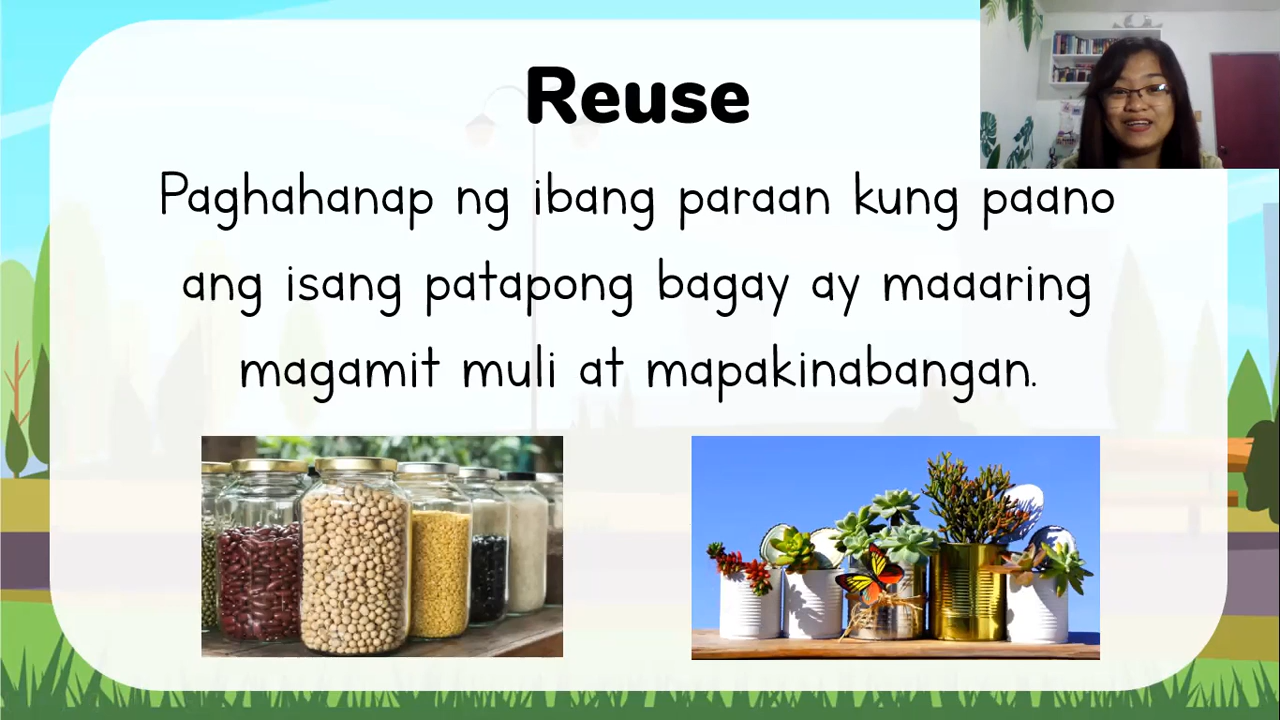 Reuse
Paghahanap ng ibang paraan kung paano
ang isang patapong bagay ay maaaring
magamit muli at mapakinabangan.